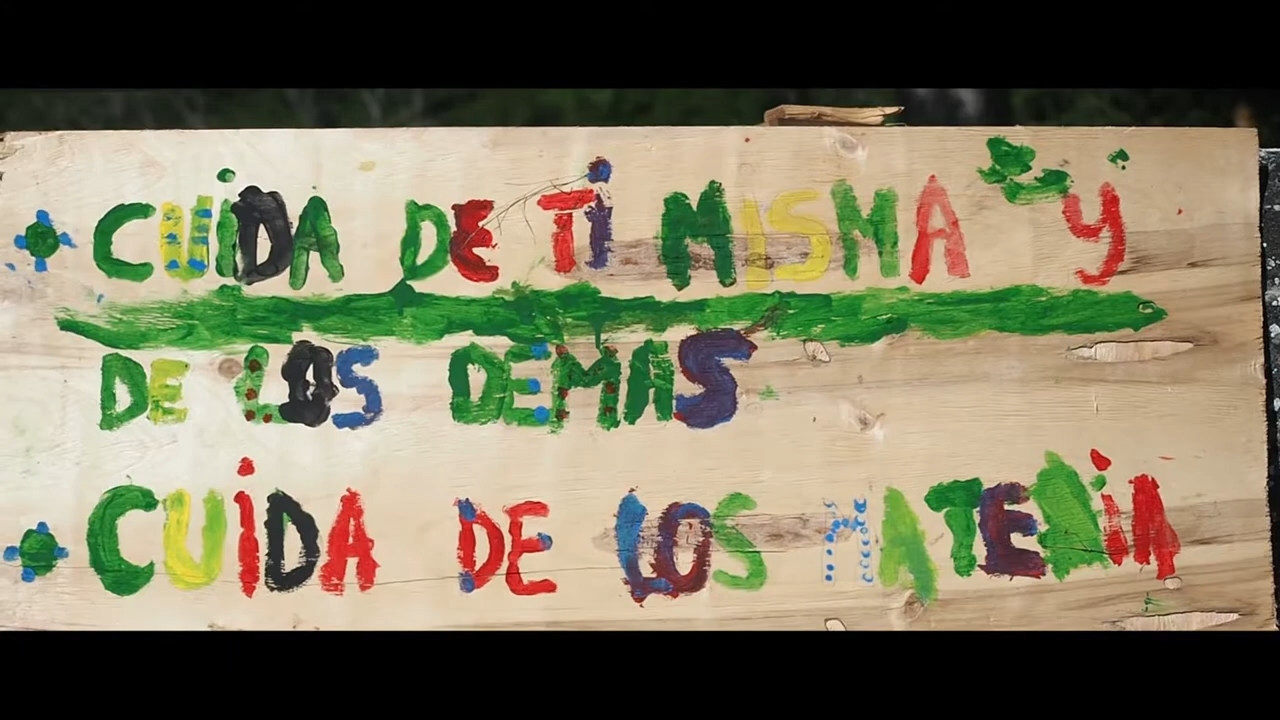 CUIDA DE TI MISMA Y
DE LOS DEMAS
CUIDA DE LOS MATERIA